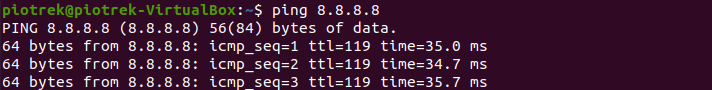 piotrek@piotrek-VirtualBox:~$ ping 8.8.8.8
PING 8.8.8.8 (8.8.8.8) 56(84) bytes of data.
64 bytes from 8.8.8.8: icmp_seq=1 ttl=119 time=35.0 ms
64 bytes from 8.8.8.8: icmp_seq=2 ttl=119 time=34.7 ms
64 bytes from 8.8.8.8: icmp_seq=3 ttl=119 time=35.7 ms